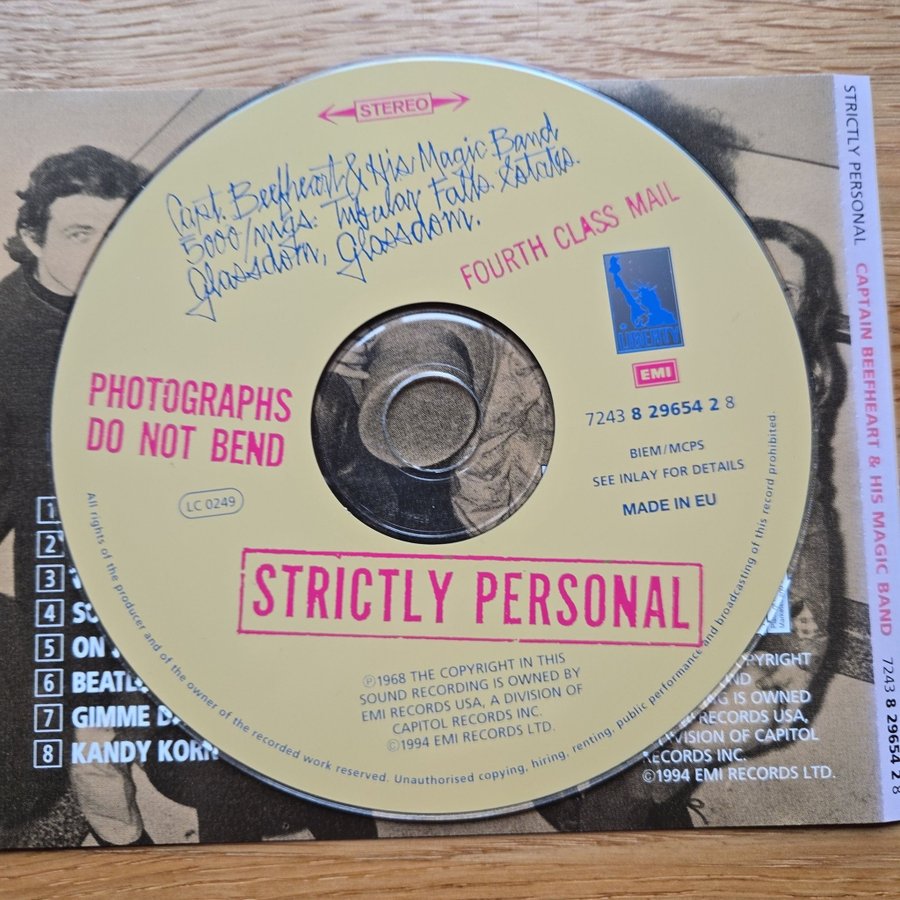 STEREO
Capt. Beefheart & His Magic Band
5000/mgs. Tubular Falls Estates.
Glassdom, Glassdom.
FOURTH CLASS MAIL
LIBERTY
EMI
7243 8 29654 2 8
BIEM/MCPS
SEE INLAY FOR DETAILS
MADE IN EU
PHOTOGRAPHS
DO NOT BEND
LC 0249
STRICTLY PERSONAL
℗1968 THE COPYRIGHT IN THIS
SOUND RECORDING IS OWNED BY
EMI RECORDS USA, A DIVISION OF
CAPITOL RECORDS INC.
©1994 EMI RECORDS LTD.
All rights of the producer and of the owner of the recorded work reserved. Unauthorised copying, hiring, renting, public performance and broadcasting of this record prohibited.
STRICTLY PERSONAL CAPTAIN BEEFHEART & HIS MAGIC BAND 7243 8 29654 2 8
1
2
3
4
5 ON
6
7 GIMME
8 KANDY KORN
IS OWNED
RECORDS USA,
OF CAPITOL
RECORDS INC.
©1994 EMI RECORDS LTD.